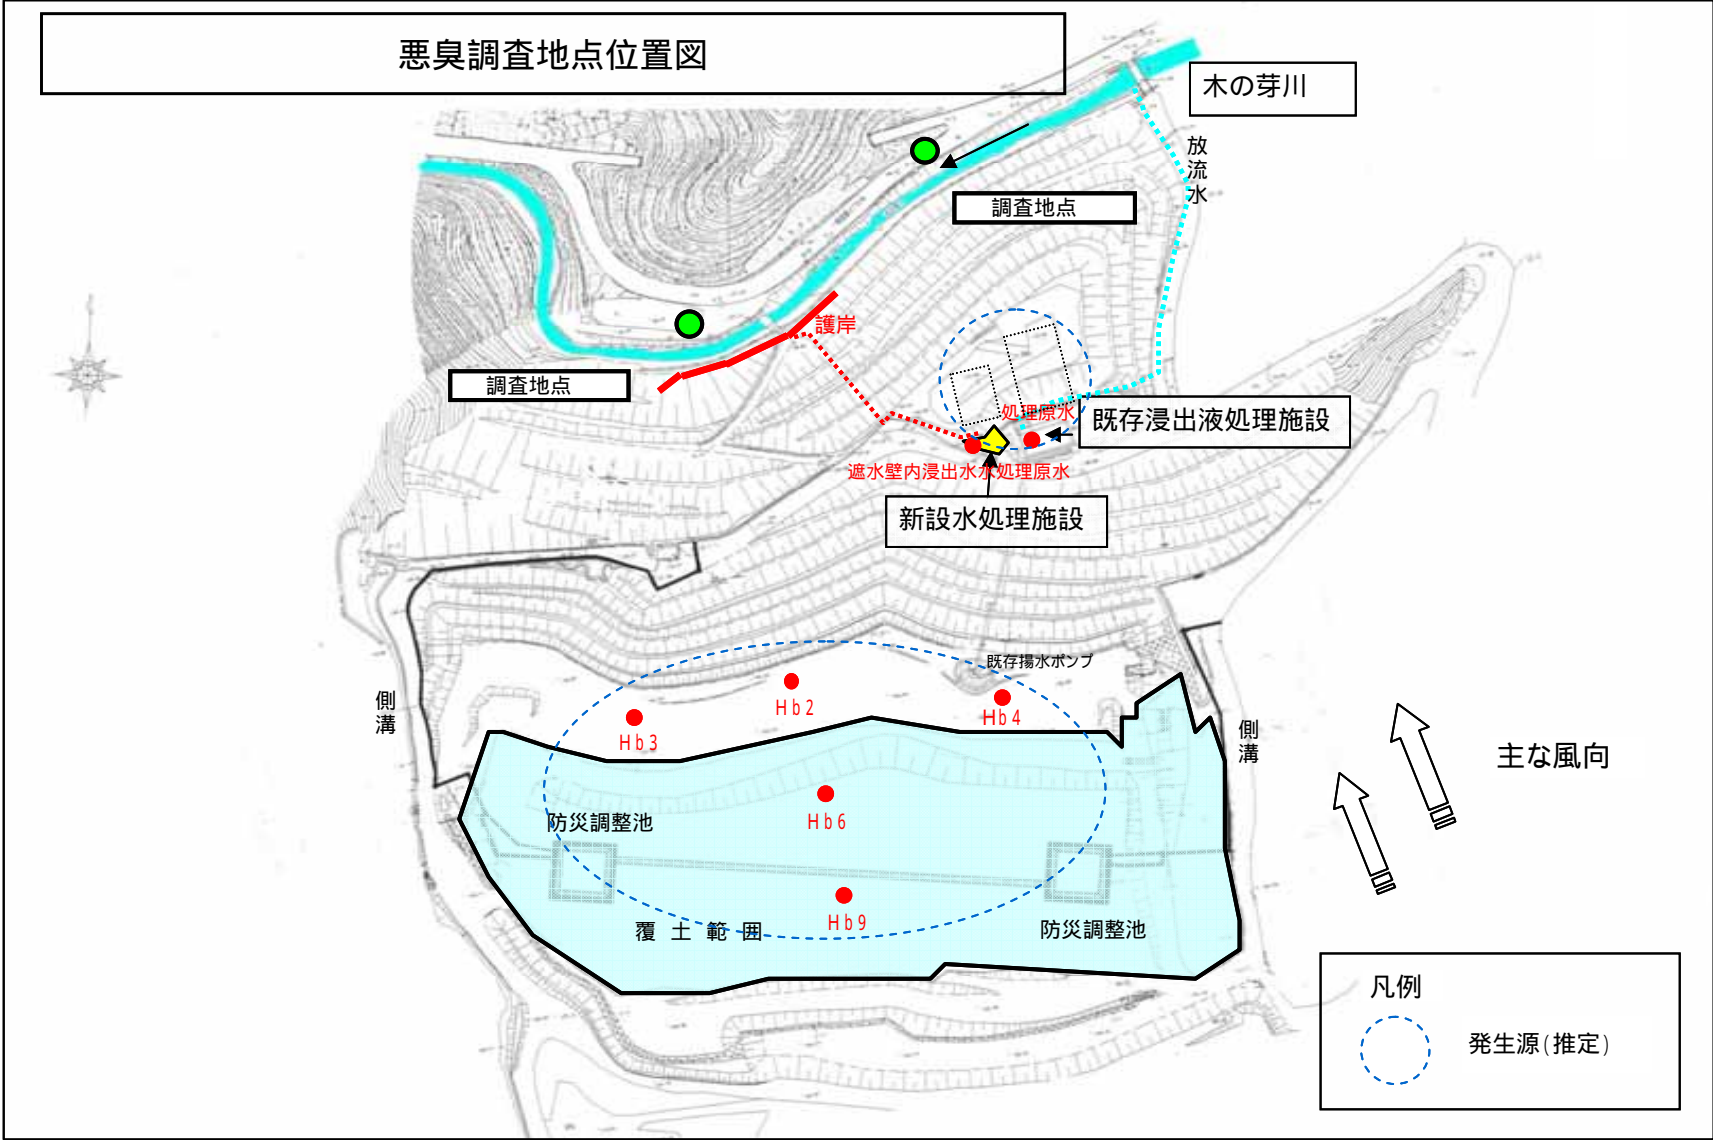 悪臭調査地点位置図
木の芽川
放流水
調査地点
護岸
調査地点
処理原水
既存浸出液処理施設
遮水壁内浸出水水処理原水
新設水処理施設
既存揚水ポンプ
Hb2
Hb4
Hb3
側溝
側溝
主な風向
Hb6
防災調整池
Hb9
覆土範囲
防災調整池
凡例
発生源(推定)